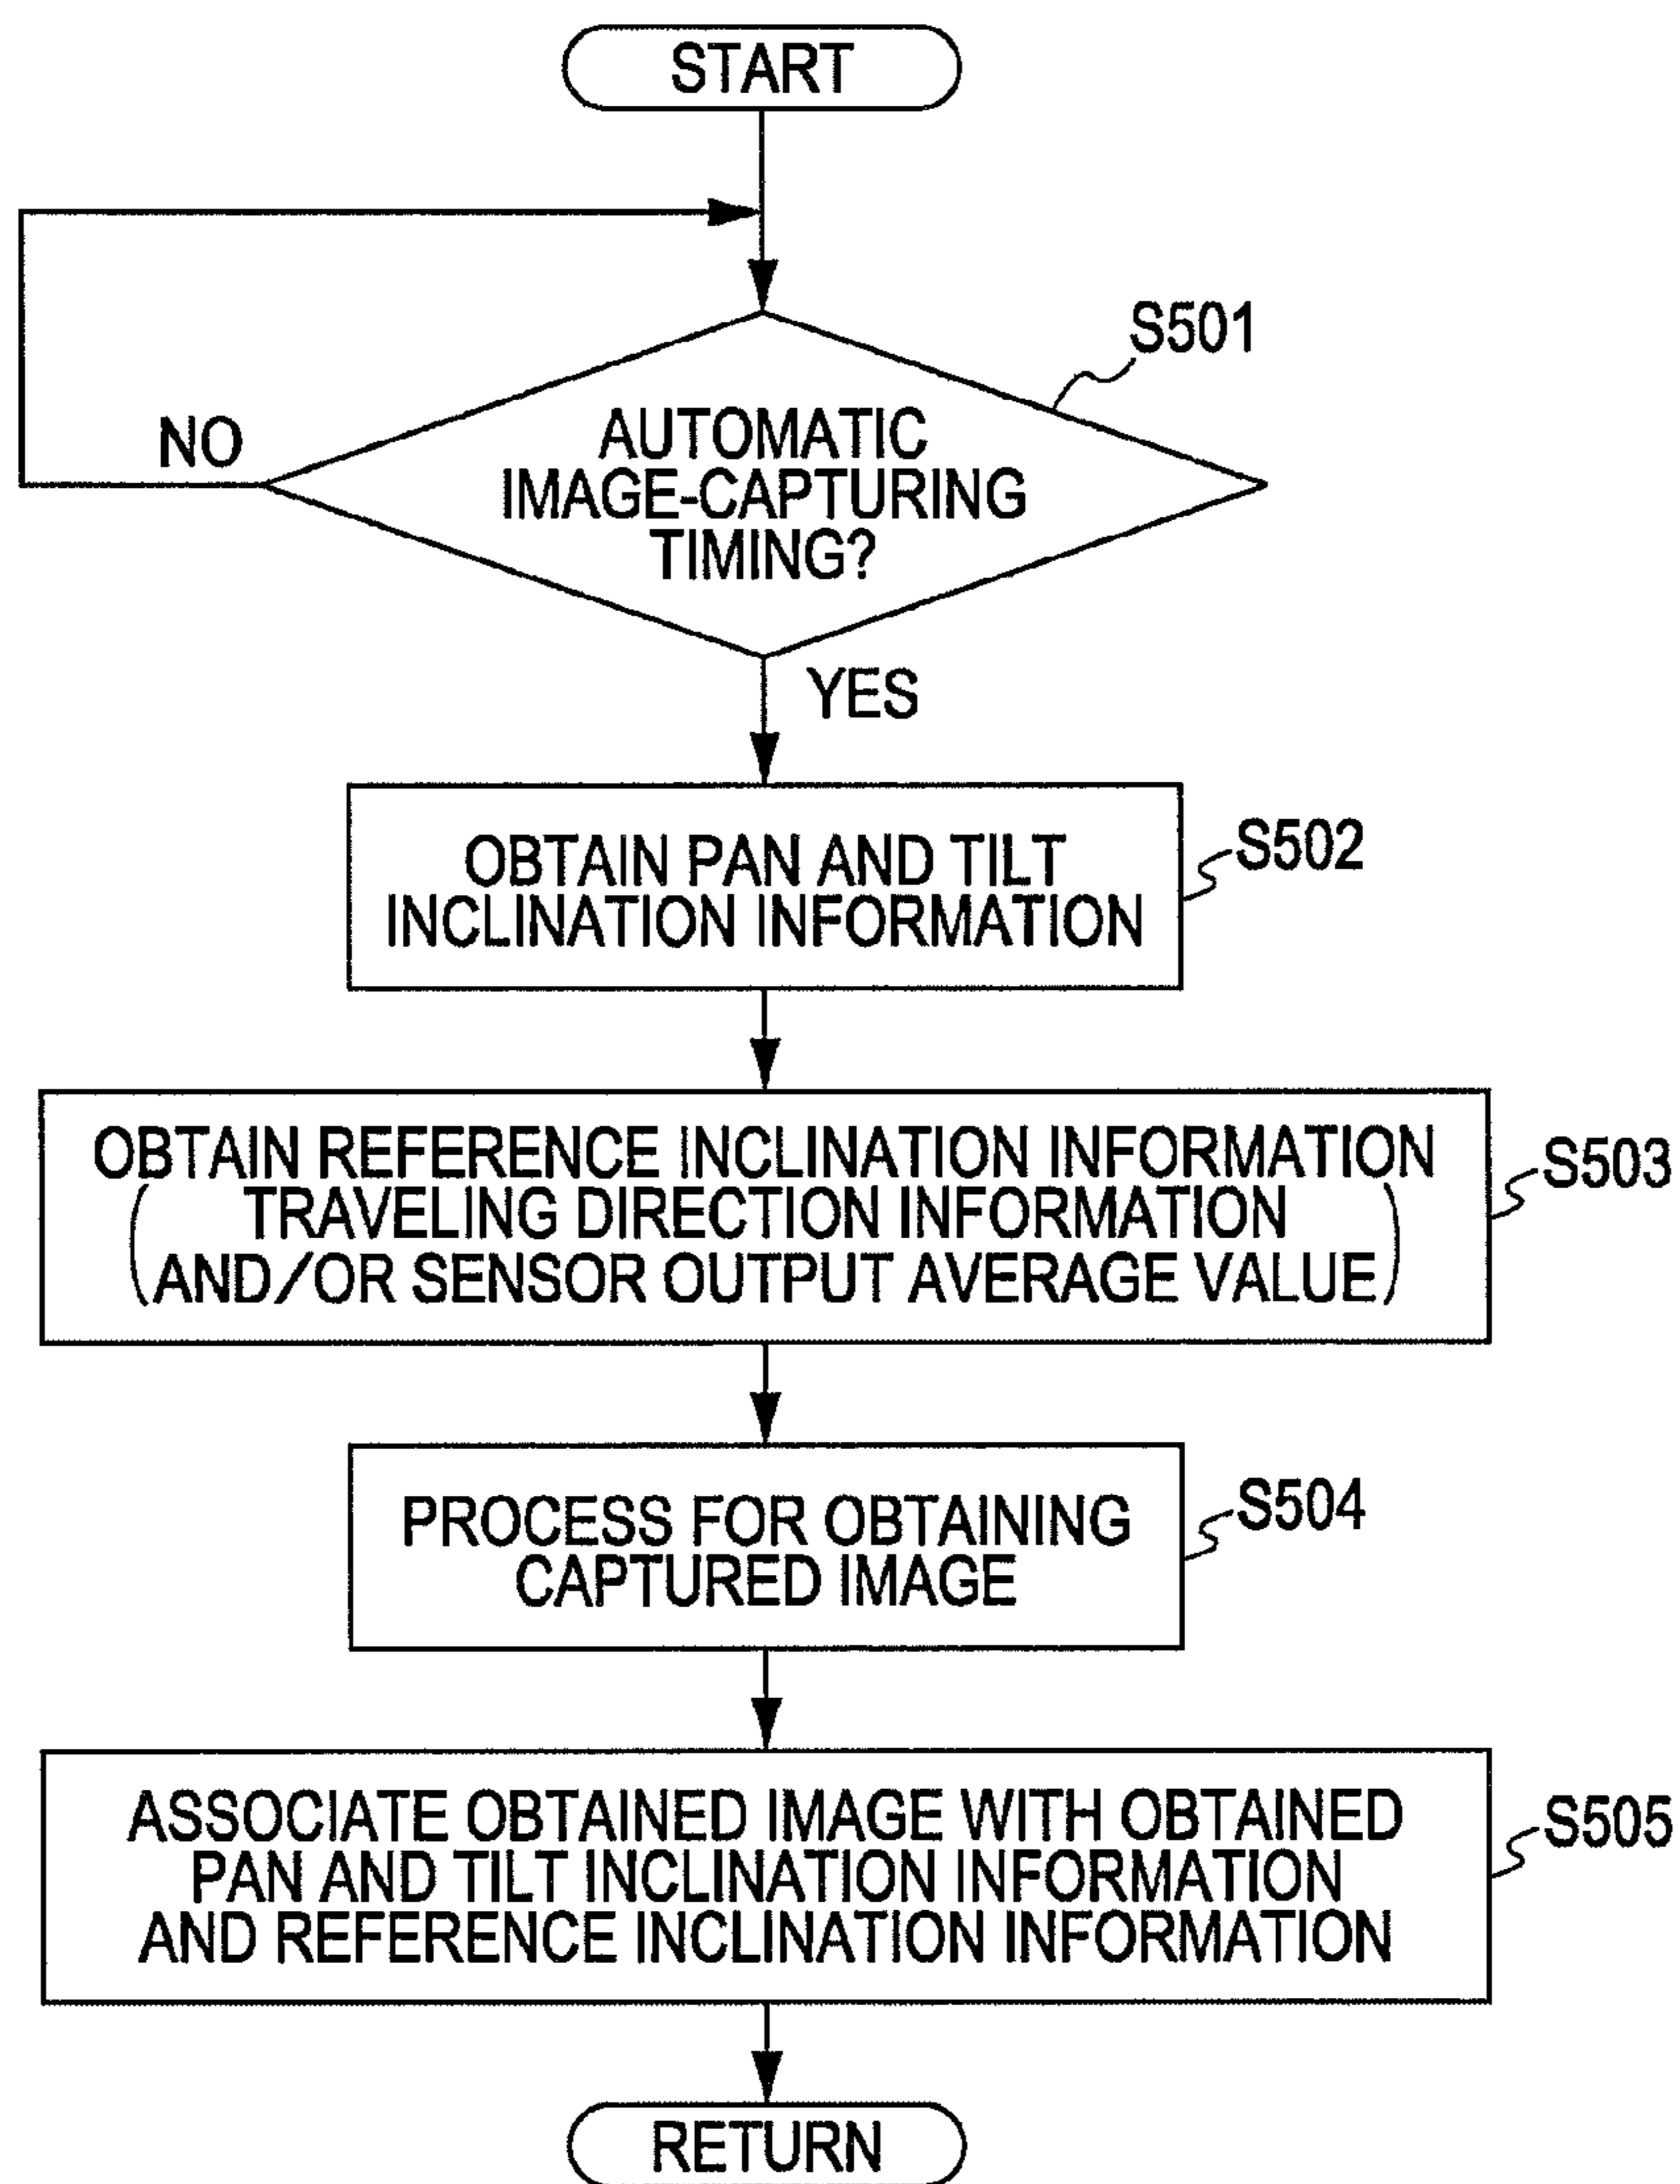 START
S501
AUTOMATIC
IMAGE-CAPTURING
TIMING?
NO
YES
OBTAIN PAN AND TILT
INCLINATION INFORMATION
S502
OBTAIN REFERENCE INCLINATION INFORMATION
(TRAVELING DIRECTION INFORMATION
AND/OR SENSOR OUTPUT AVERAGE VALUE)
S503
PROCESS FOR OBTAINING
CAPTURED IMAGE
S504
ASSOCIATE OBTAINED IMAGE WITH OBTAINED
PAN AND TILT INCLINATION INFORMATION
AND REFERENCE INCLINATION INFORMATION
S505
RETURN